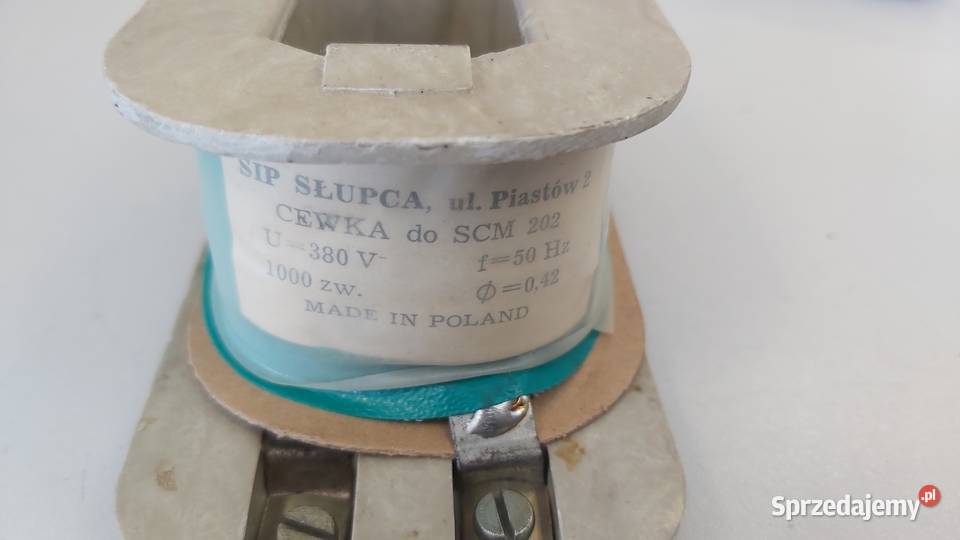 SIP SŁUPCA, ul. Piastów 2
CEWKA do SCM 202
U=380 V~ f=50 Hz
1000 zw. ϕ=0,42
MADE IN POLAND
Sprzedajemy.pl